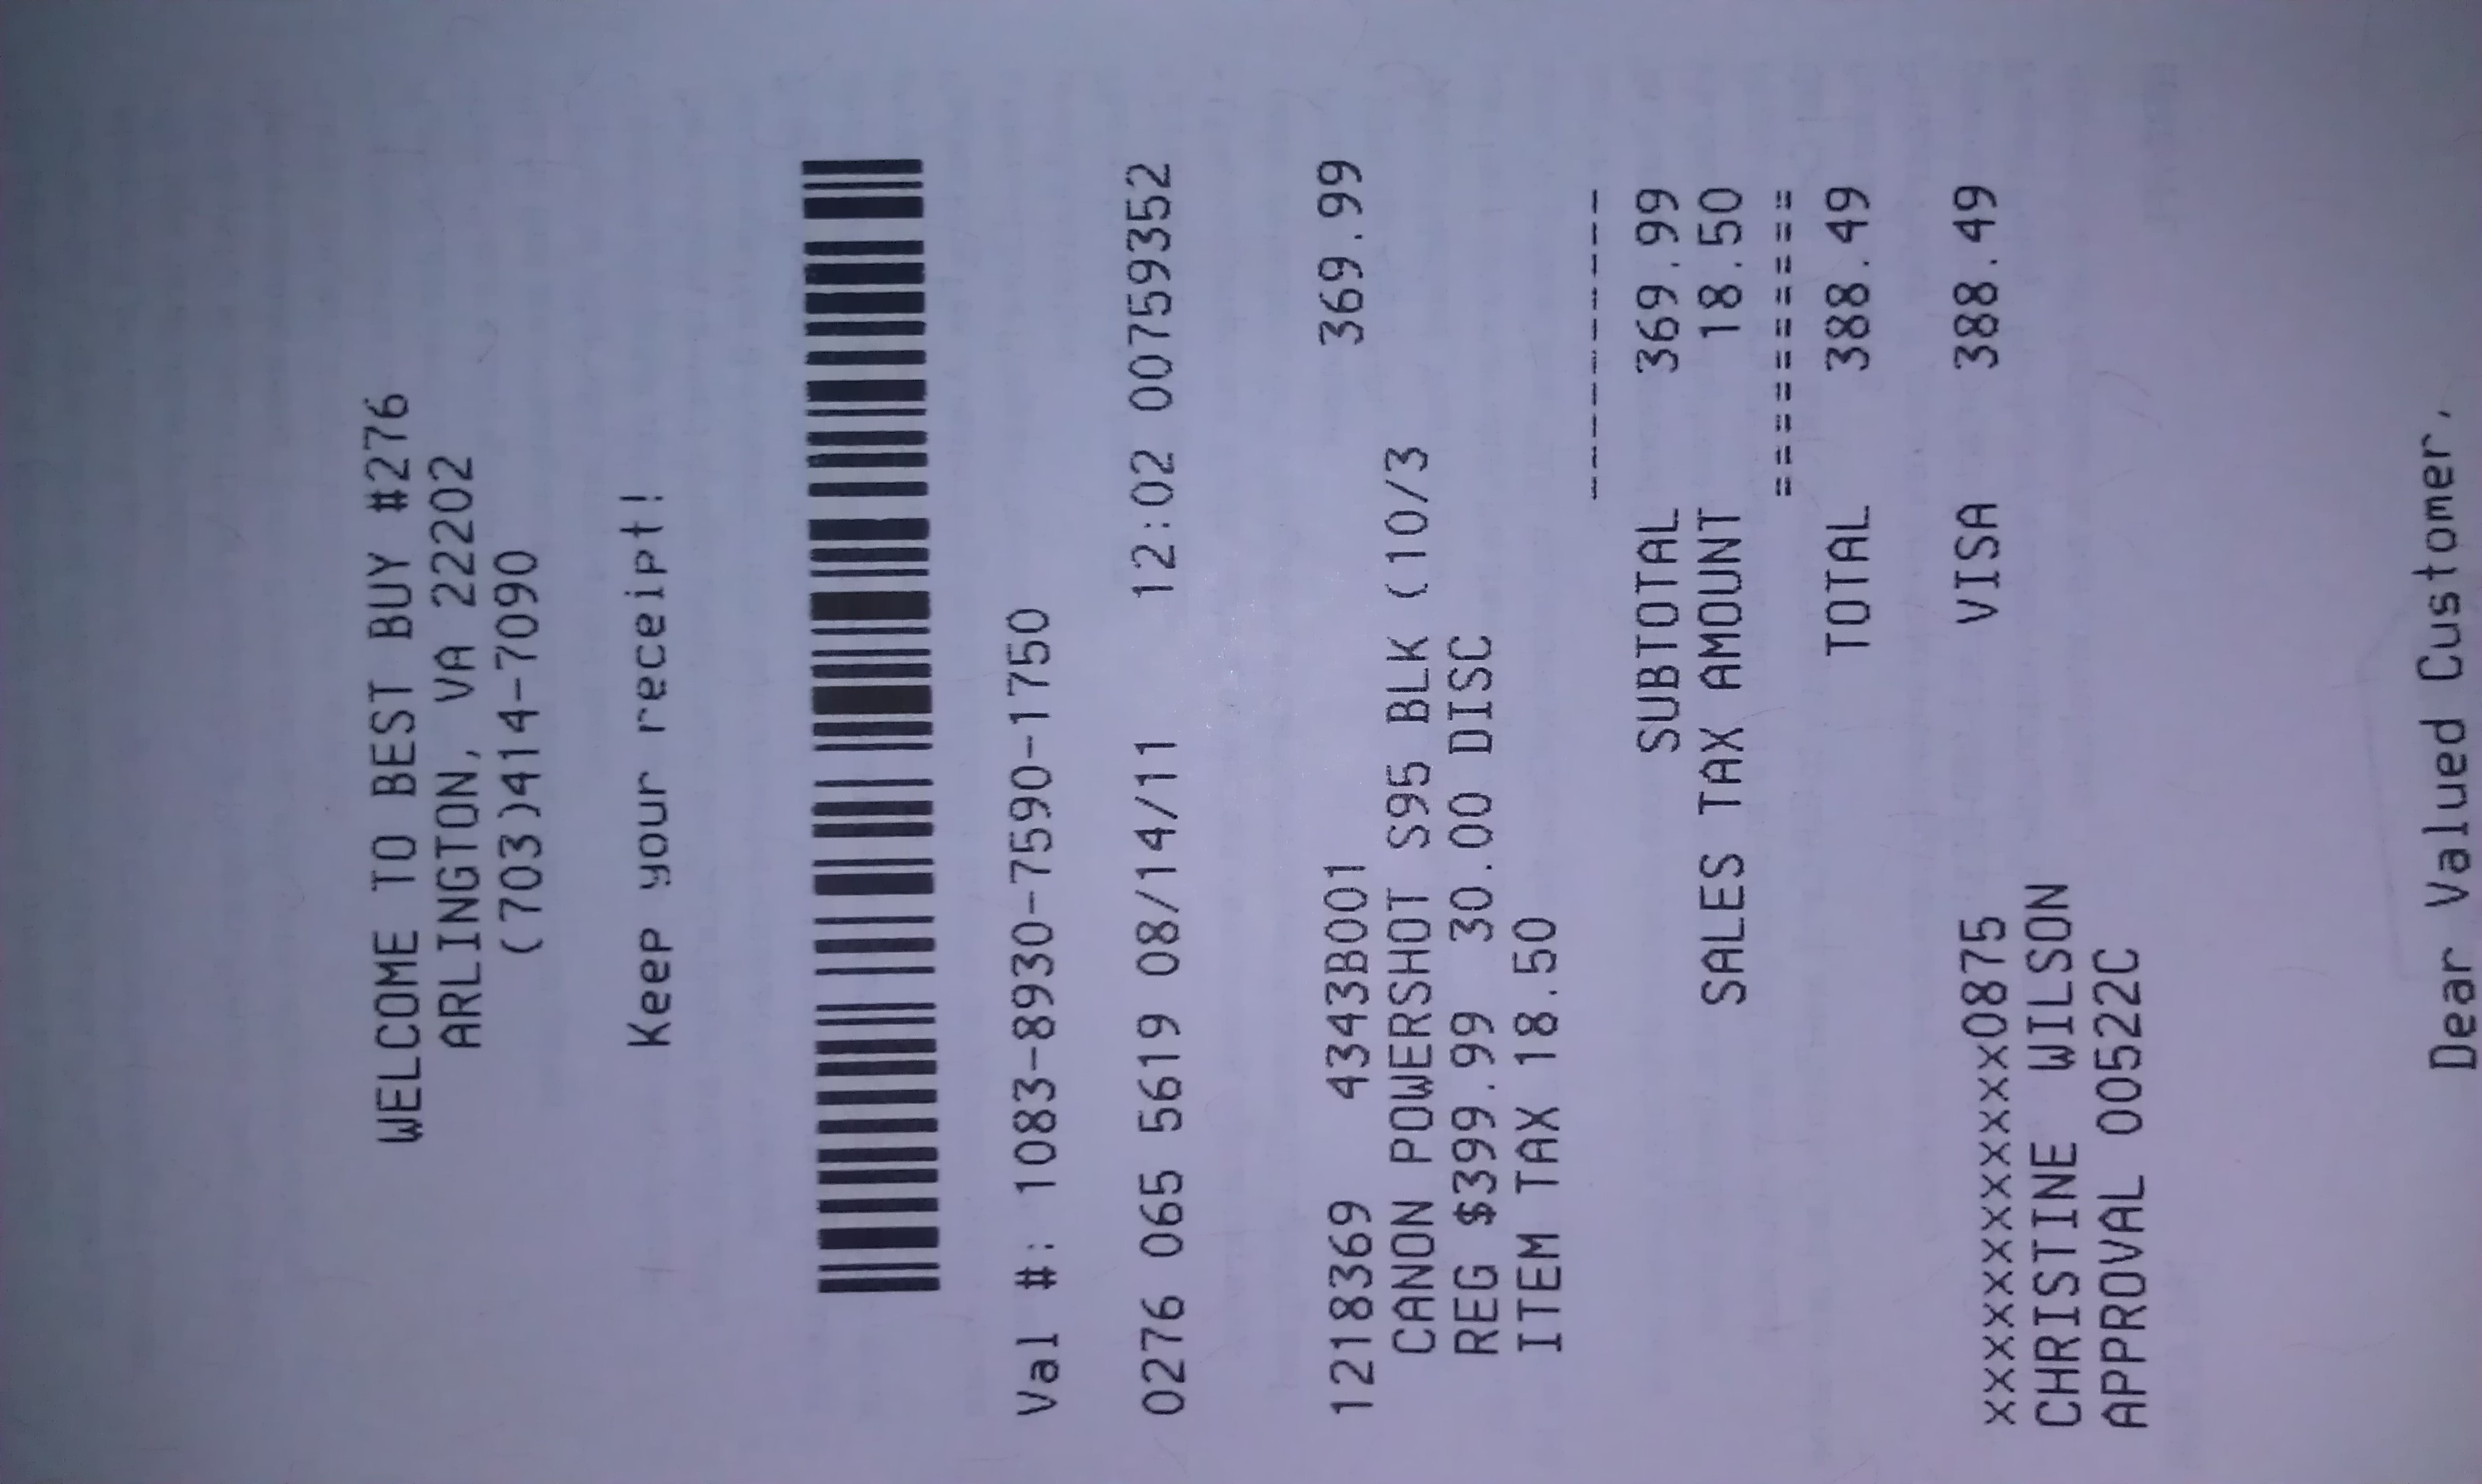 WELCOME TO BEST BUY #276
ARLINGTON, VA 22202
(703)414-7090
Keep your receipt!
Val #: 1083-8930-7590-1750
0276 065 5619 08/14/11 12:02 00759352
1218369 4343B001 369.99
CANON POWERSHOT S95 BLK (10/3
REG $399.99 30.00 DISC
ITEM TAX 18.50
----------
SUBTOTAL 369.99
SALES TAX AMOUNT 18.50
==========
TOTAL 388.49
xxxxxxxxxxxx0875 VISA 388.49
CHRISTINE WILSON
APPROVAL 00522C
Dear Valued Customer,